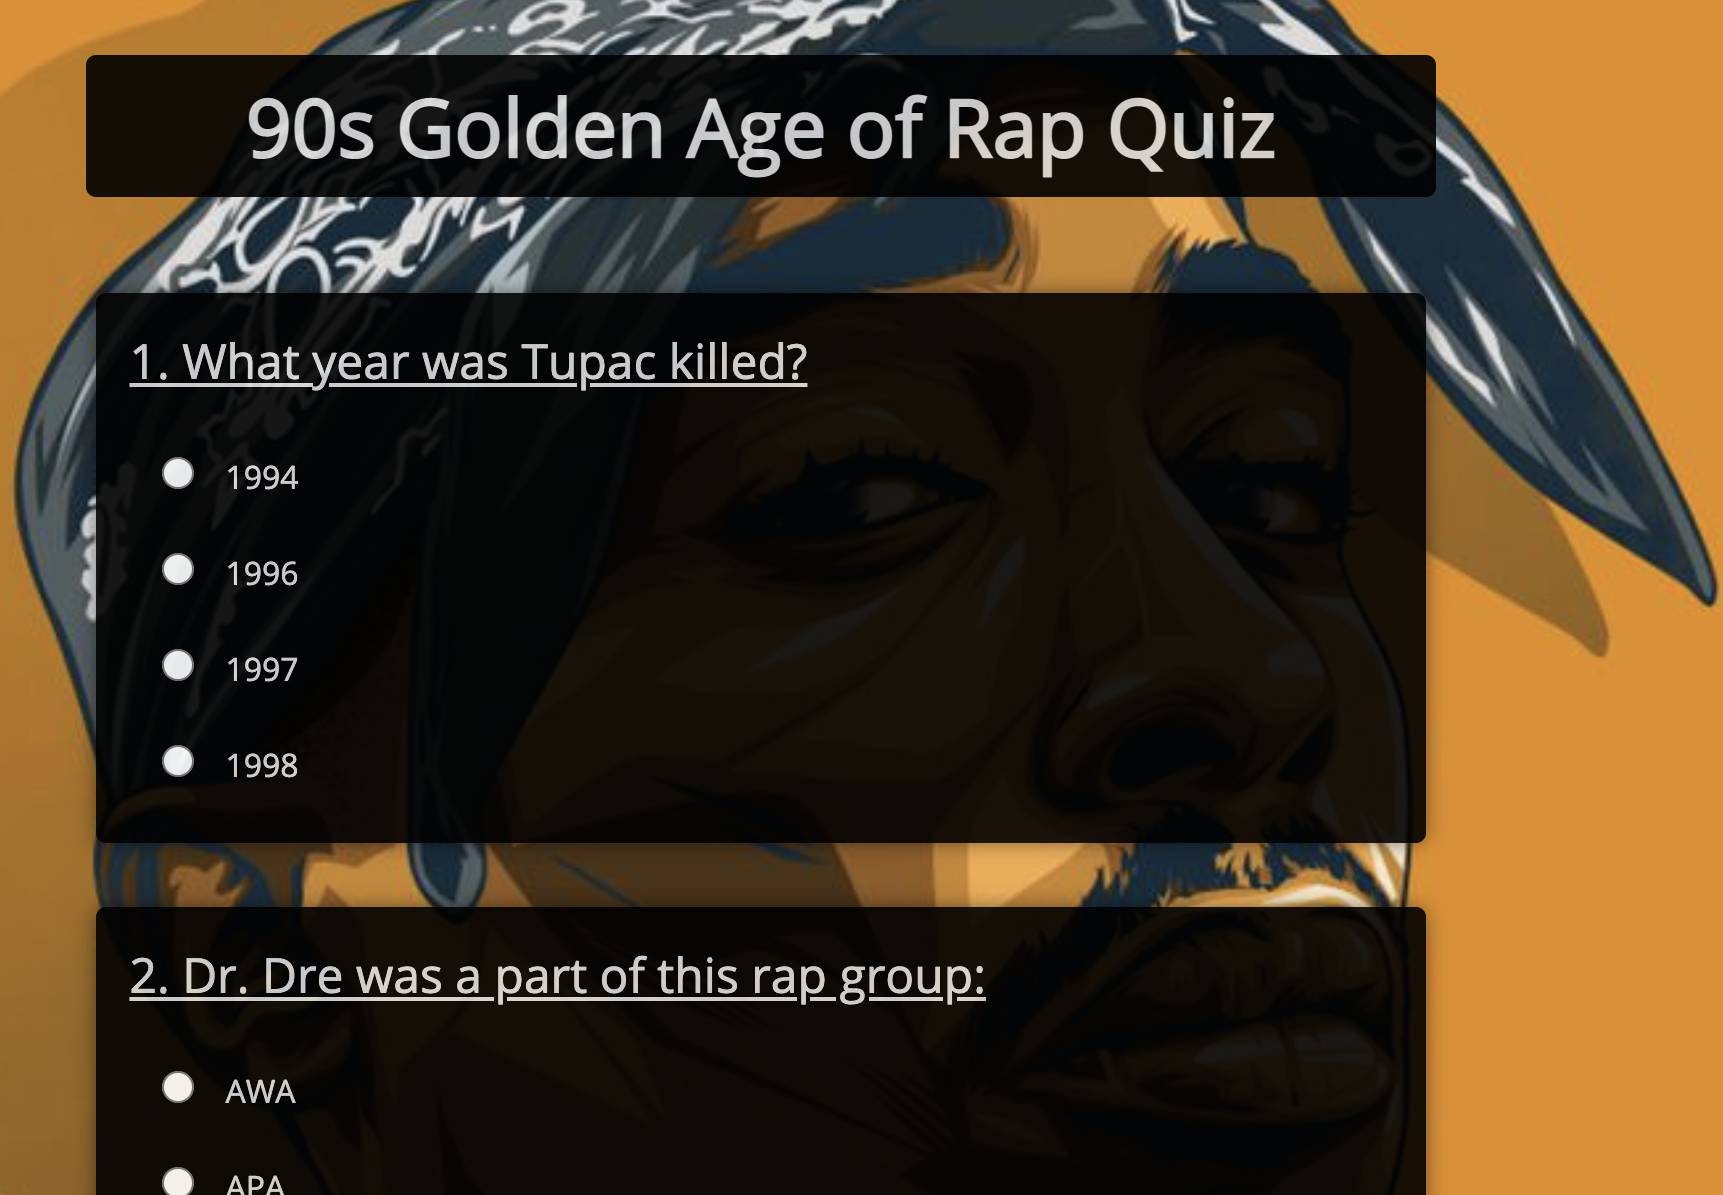 90s Golden Age of Rap Quiz
1. What year was Tupac killed?
1994
1996
1997
1998
2. Dr. Dre was a part of this rap group:
AWA
APA